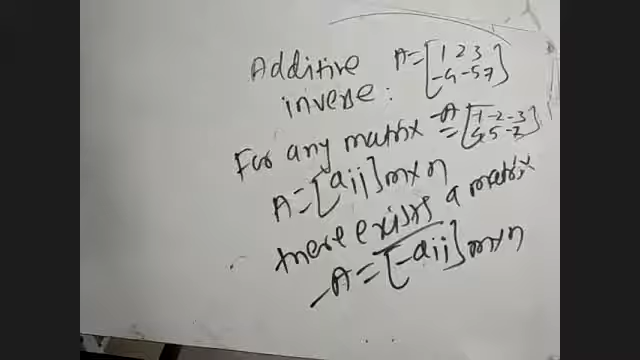 Additive A=[1 2 3
inverse: -4 -5 7]
For any matrix -A=[-1 -2 -3
4 5 -7]
A=[aij]m×n
there exists a matrix
-A=[-aij]m×n